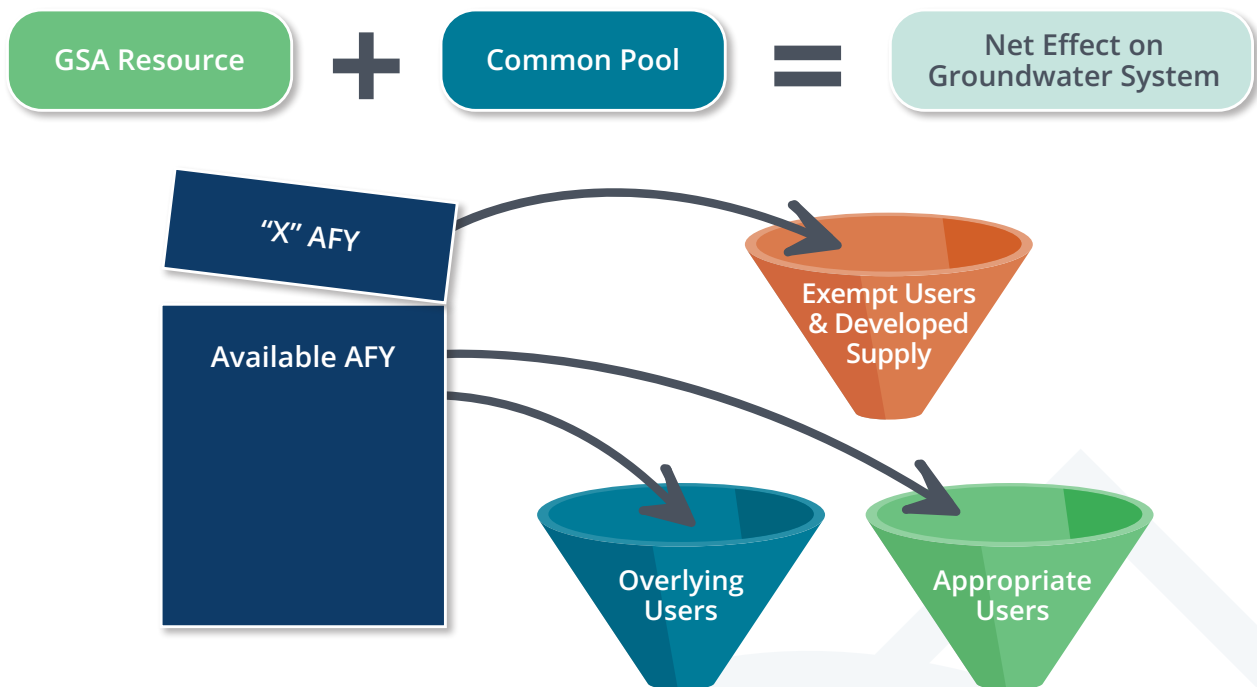 GSA Resource
+
Common Pool
=
Net Effect on
Groundwater System
“X” AFY
Available AFY
Exempt Users
& Developed
Supply
Overlying
Users
Appropriate
Users